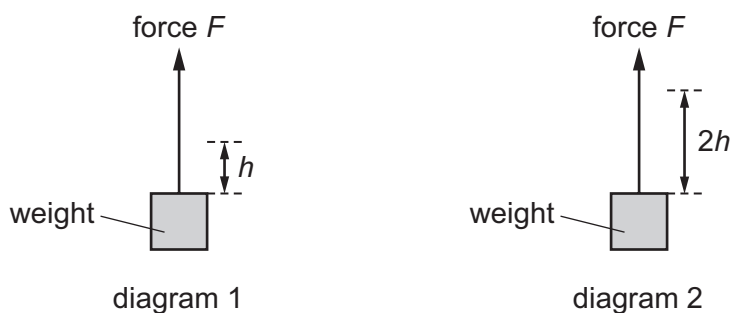 force F
h
weight
diagram 1
force F
2h
weight
diagram 2